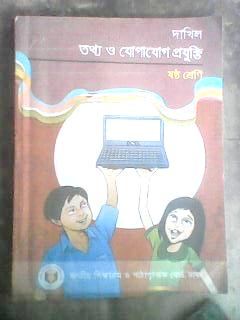 দাখিল
তথ্য ও যোগাযোগ প্রযুক্তি
ষষ্ঠ শ্রেণি
জাতীয় শিক্ষাক্রম ও পাঠ্যপুস্তক বোর্ড, ঢাকা